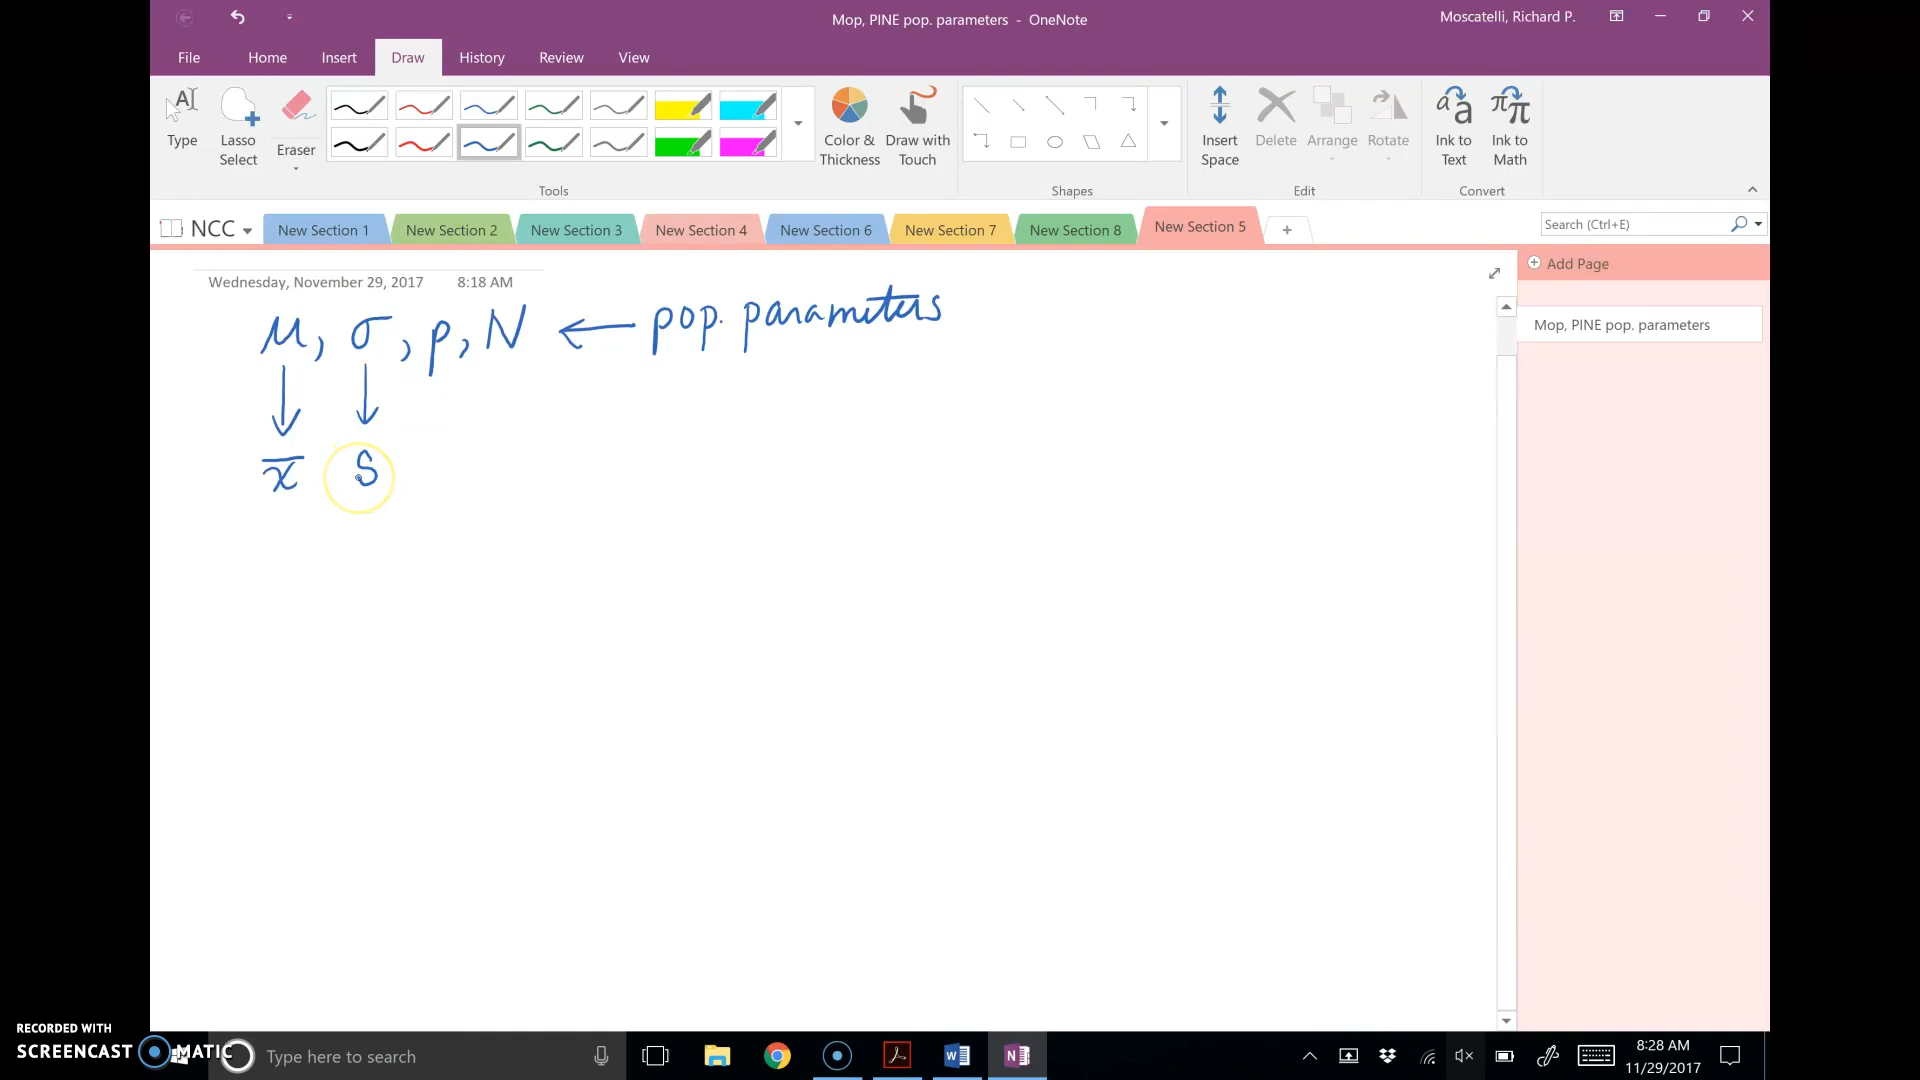 Mop, PINE pop. parameters - OneNote
Moscatelli, Richard P.
File Home Insert Draw History Review View
Type
Lasso Select
Eraser
Color & Thickness
Draw with Touch
Insert Space
Delete
Arrange
Rotate
Ink to Text
Ink to Math
Tools Shapes Edit Convert
NCC
New Section 1 New Section 2 New Section 3 New Section 4 New Section 6 New Section 7 New Section 8 New Section 5 +
Search (Ctrl+E)
Add Page
Mop, PINE pop. parameters
Wednesday, November 29, 2017 8:18 AM
μ, σ, p, N ← pop. parameters
↓ ↓
x̄ S
RECORDED WITH
SCREENCAST MATIC
Type here to search
8:28 AM
11/29/2017